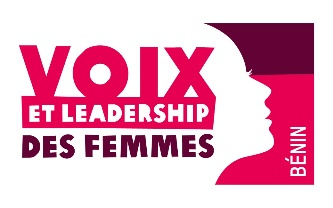 VOIX
ET LEADERSHIP
DES FEMMES
BÉNIN